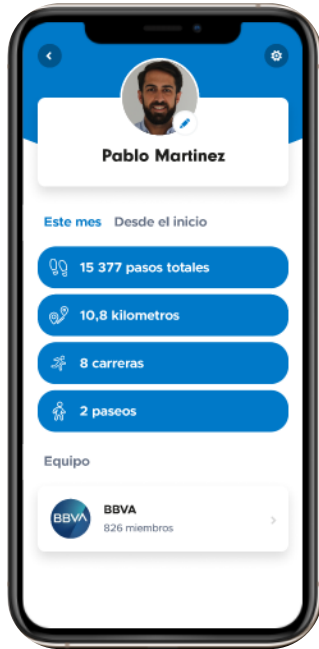 Pablo Martinez
Este mes Desde el inicio
15 377 pasos totales
10,8 kilometros
8 carreras
2 paseos
Equipo
BBVA
BBVA
826 miembros